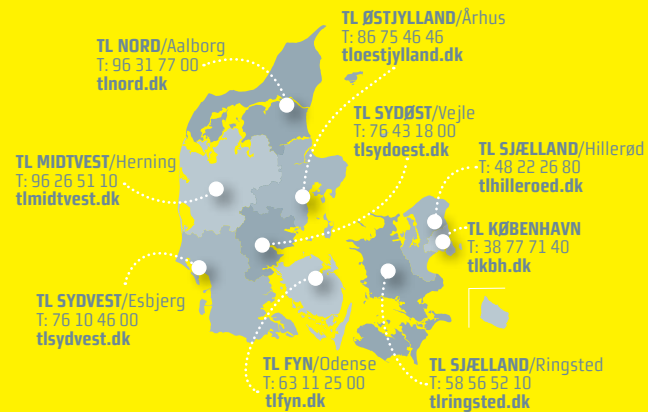 TL NORD/Aalborg
T: 96 31 77 00
tlnord.dk
TL ØSTJYLLAND/Århus
T: 86 75 46 46
tloestjylland.dk
TL SYDØST/Vejle
T: 76 43 18 00
tlsydoest.dk
TL SJÆLLAND/Hillerød
T: 48 22 26 80
tlhilleroed.dk
TL MIDTVEST/Herning
T: 96 26 51 10
tlmidtvest.dk
TL KØBENHAVN
T: 38 77 71 40
tlkbh.dk
TL SYDVEST/Esbjerg
T: 76 10 46 00
tlsydvest.dk
TL FYN/Odense
T: 63 11 25 00
tlfyn.dk
TL SJÆLLAND/Ringsted
T: 58 56 52 10
tlringsted.dk